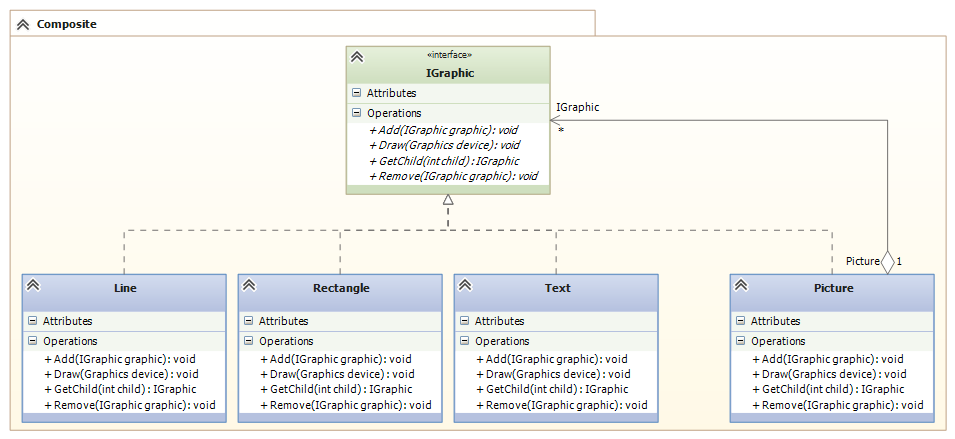 Composite
«interface»
IGraphic
Attributes
Operations
+ Add(IGraphic graphic) : void
+ Draw(Graphics device) : void
+ GetChild(int child) : IGraphic
+ Remove(IGraphic graphic) : void
IGraphic
*
Picture
1
Line
Attributes
Operations
+ Add(IGraphic graphic) : void
+ Draw(Graphics device) : void
+ GetChild(int child) : IGraphic
+ Remove(IGraphic graphic) : void
Rectangle
Attributes
Operations
+ Add(IGraphic graphic) : void
+ Draw(Graphics device) : void
+ GetChild(int child) : IGraphic
+ Remove(IGraphic graphic) : void
Text
Attributes
Operations
+ Add(IGraphic graphic) : void
+ Draw(Graphics device) : void
+ GetChild(int child) : IGraphic
+ Remove(IGraphic graphic) : void
Picture
Attributes
Operations
+ Add(IGraphic graphic) : void
+ Draw(Graphics device) : void
+ GetChild(int child) : IGraphic
+ Remove(IGraphic graphic) : void